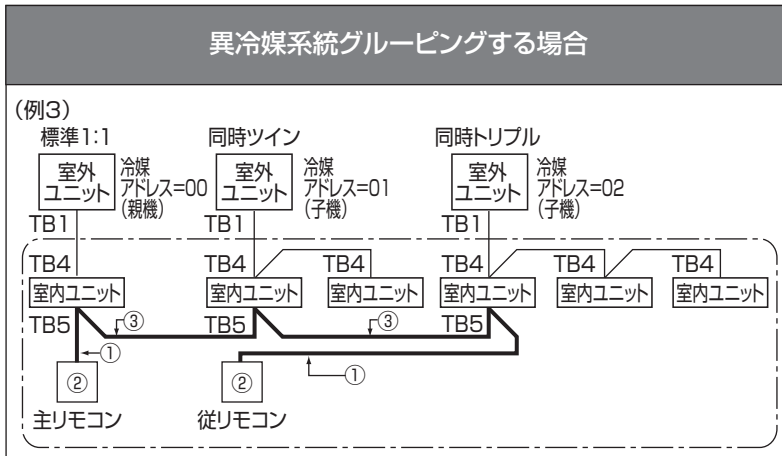 異冷媒系統グルーピングする場合
(例3)
標準1:1
同時ツイン
同時トリプル
室外
ユニット
冷媒
アドレス=00
(親機)
室外
ユニット
冷媒
アドレス=01
(子機)
室外
ユニット
冷媒
アドレス=02
(子機)
TB1
TB1
TB1
TB4
TB4
TB4
TB4
TB4
TB4
室内ユニット
室内ユニット
室内ユニット
室内ユニット
室内ユニット
室内ユニット
TB5
③
TB5
③
TB5
①
①
②
②
主リモコン
従リモコン